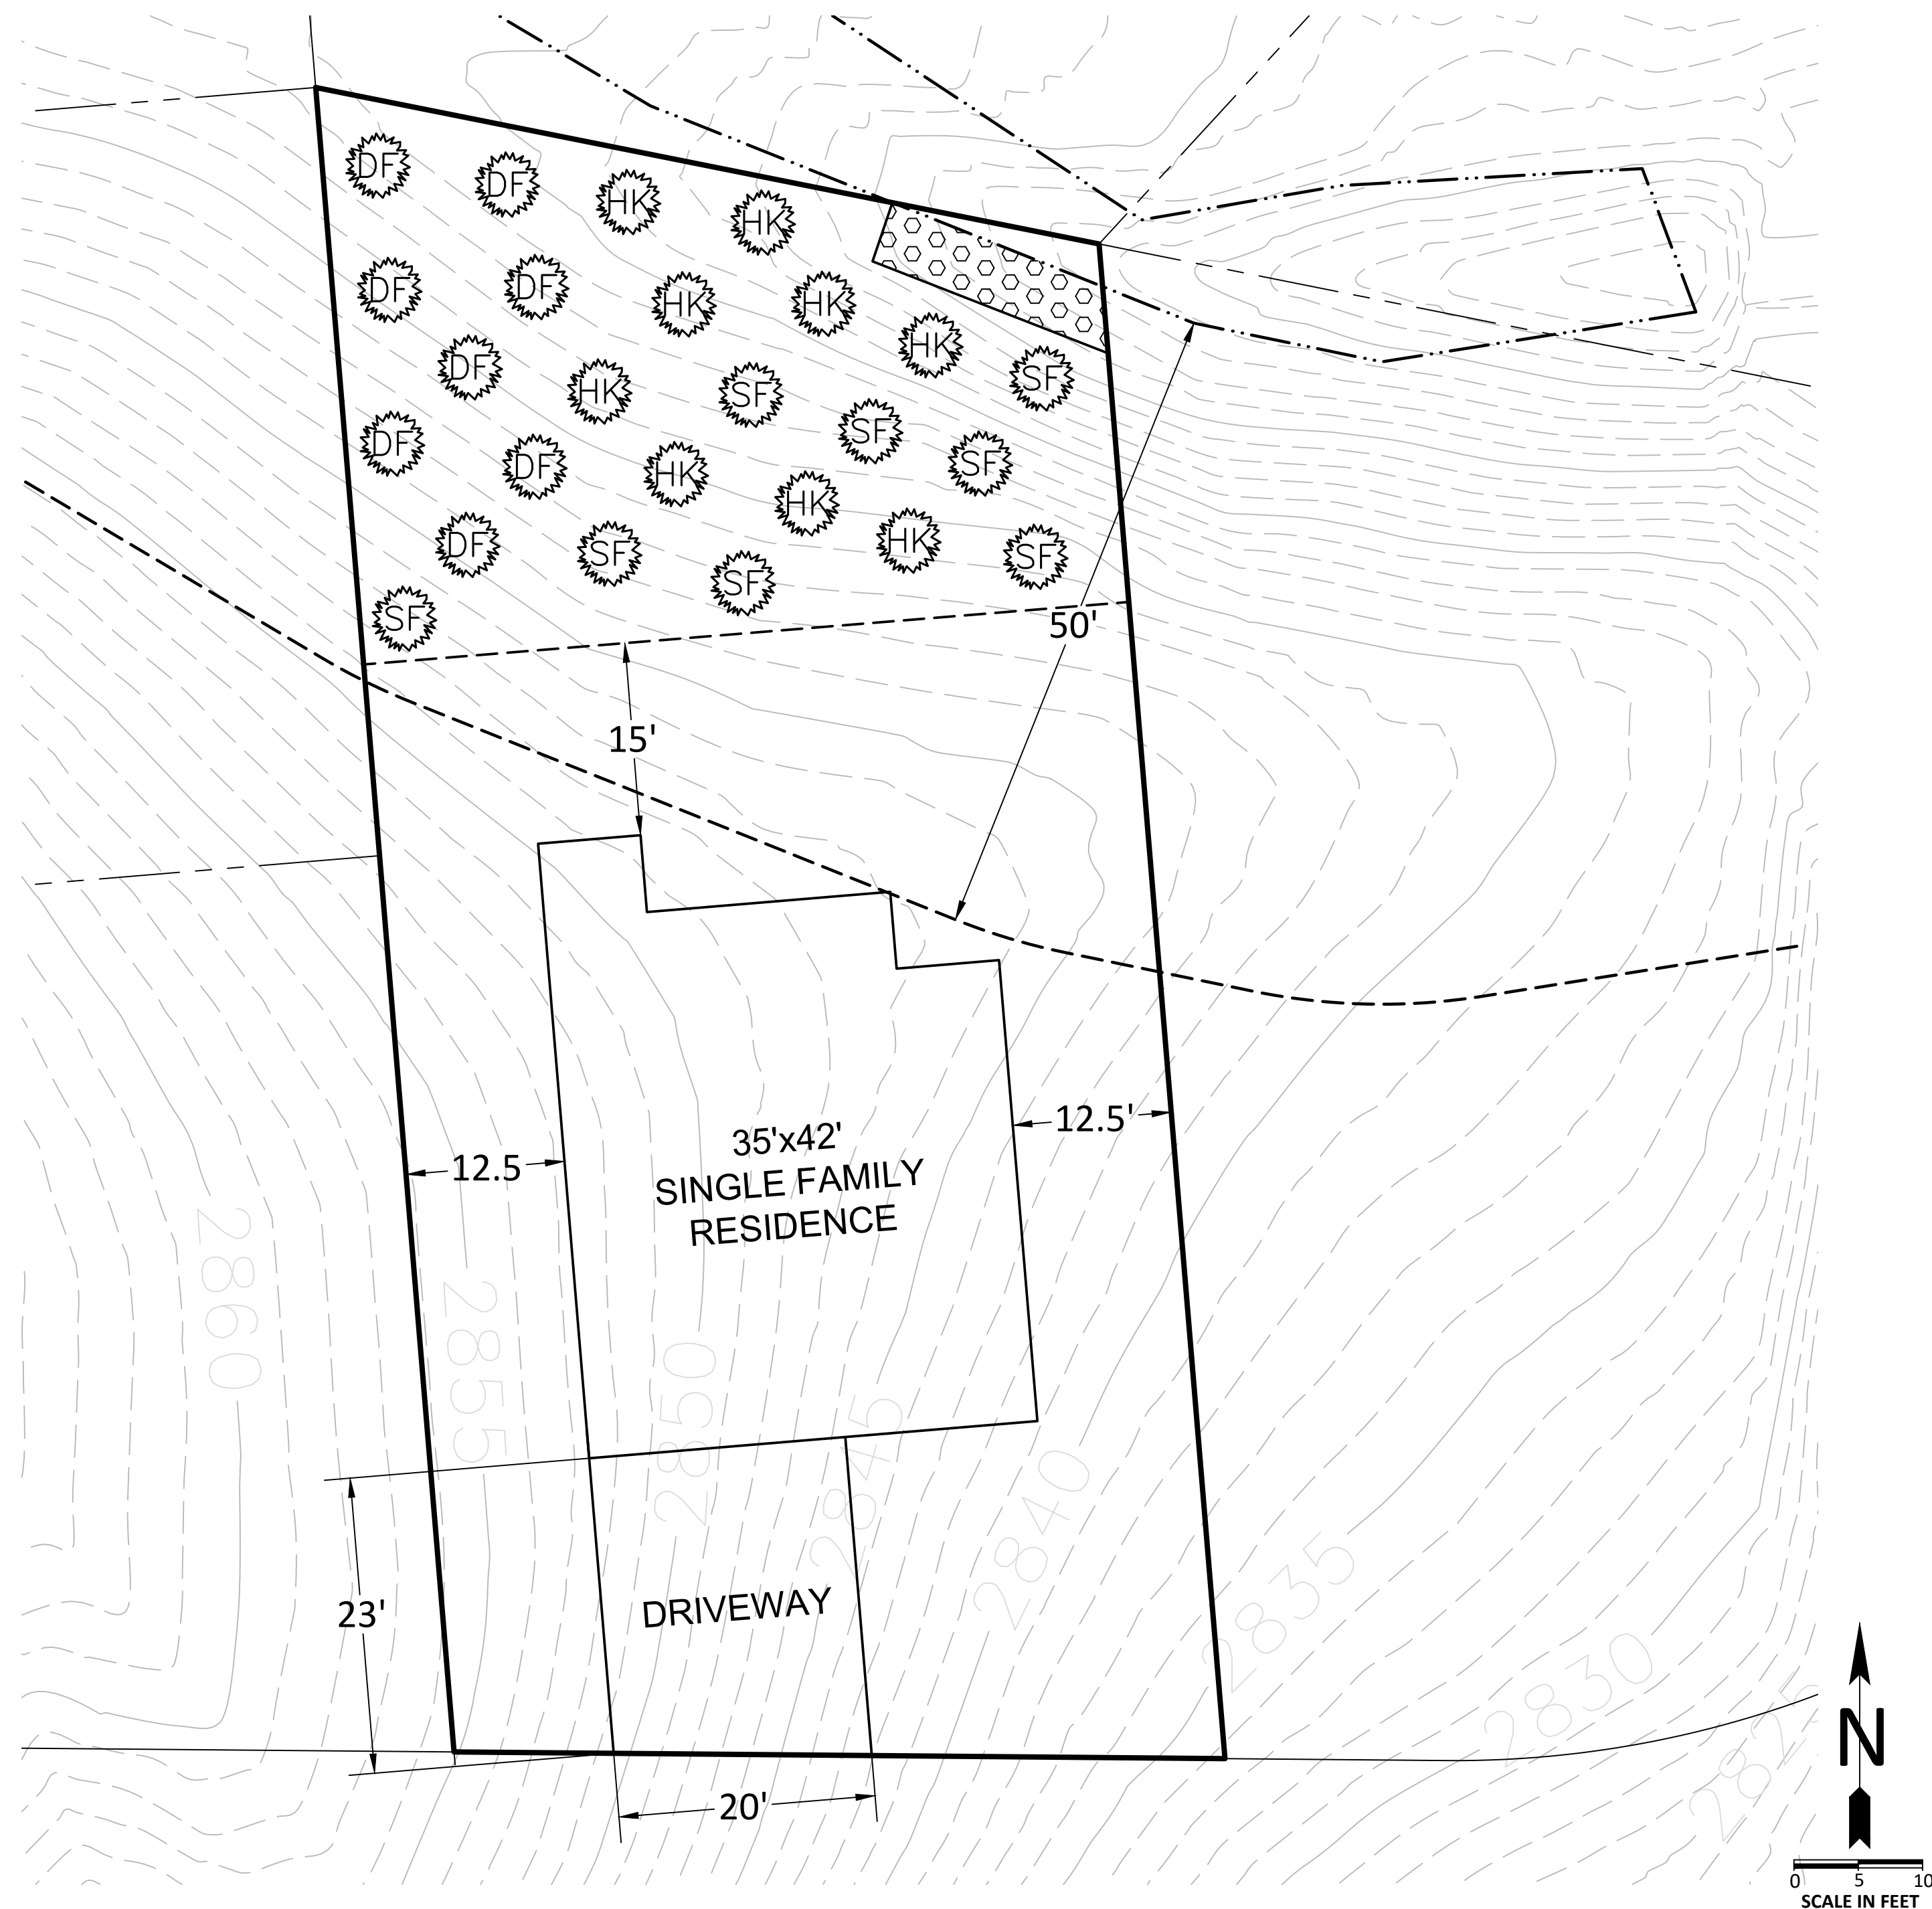 DF
DF
HK
HK
DF
DF
HK
HK
HK
DF
HK
SF
SF
SF
DF
DF
HK
SF
HK
DF
SF
SF
HK
SF
SF
50'
15'
12.5'
12.5
35'x42'
SINGLE FAMILY
RESIDENCE
2860
2855
2850
2845
2840
2835
2830
DRIVEWAY
23'
20'
N
0 5 10
SCALE IN FEET